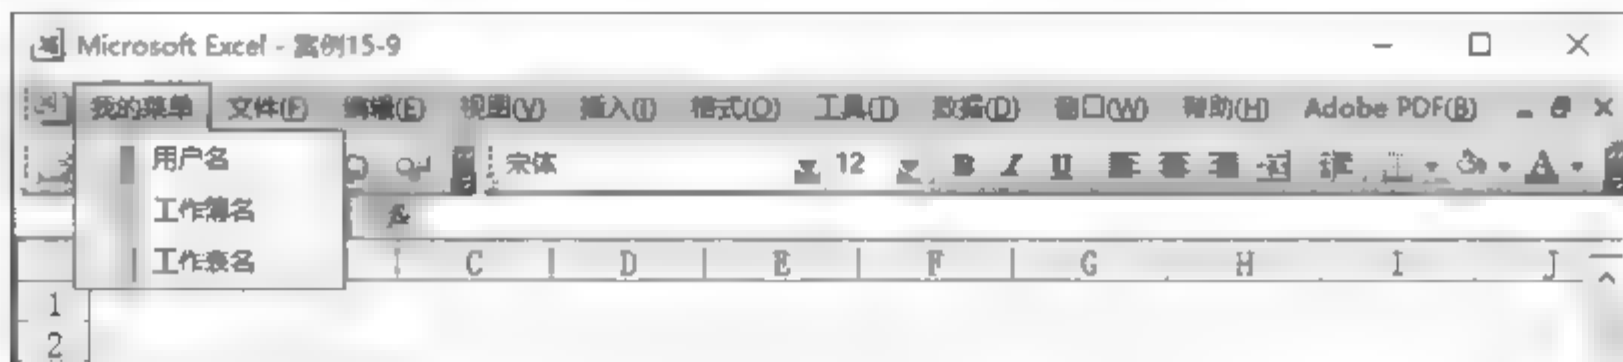 Microsoft Excel - 案例15-9
我的菜单 文件(F) 编辑(E) 视图(V) 插入(I) 格式(O) 工具(T) 数据(D) 窗口(W) 帮助(H) Adobe PDF(B)
用户名 宋体 12 B I U A
工作簿名 fx
工作表名 C D E F G H I J
1
2